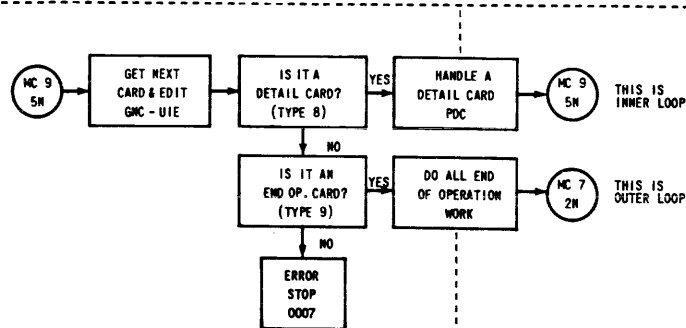 MC 9
5N
GET NEXT
CARD & EDIT
GNC - UIE
IS IT A
DETAIL CARD?
(TYPE 8)
YES
HANDLE A
DETAIL CARD
PDC
MC 9
5N
THIS IS
INNER LOOP
NO
IS IT AN
END OP. CARD?
(TYPE 9)
YES
DO ALL END
OF OPERATION
WORK
MC 7
2N
THIS IS
OUTER LOOP
NO
ERROR
STOP
0007